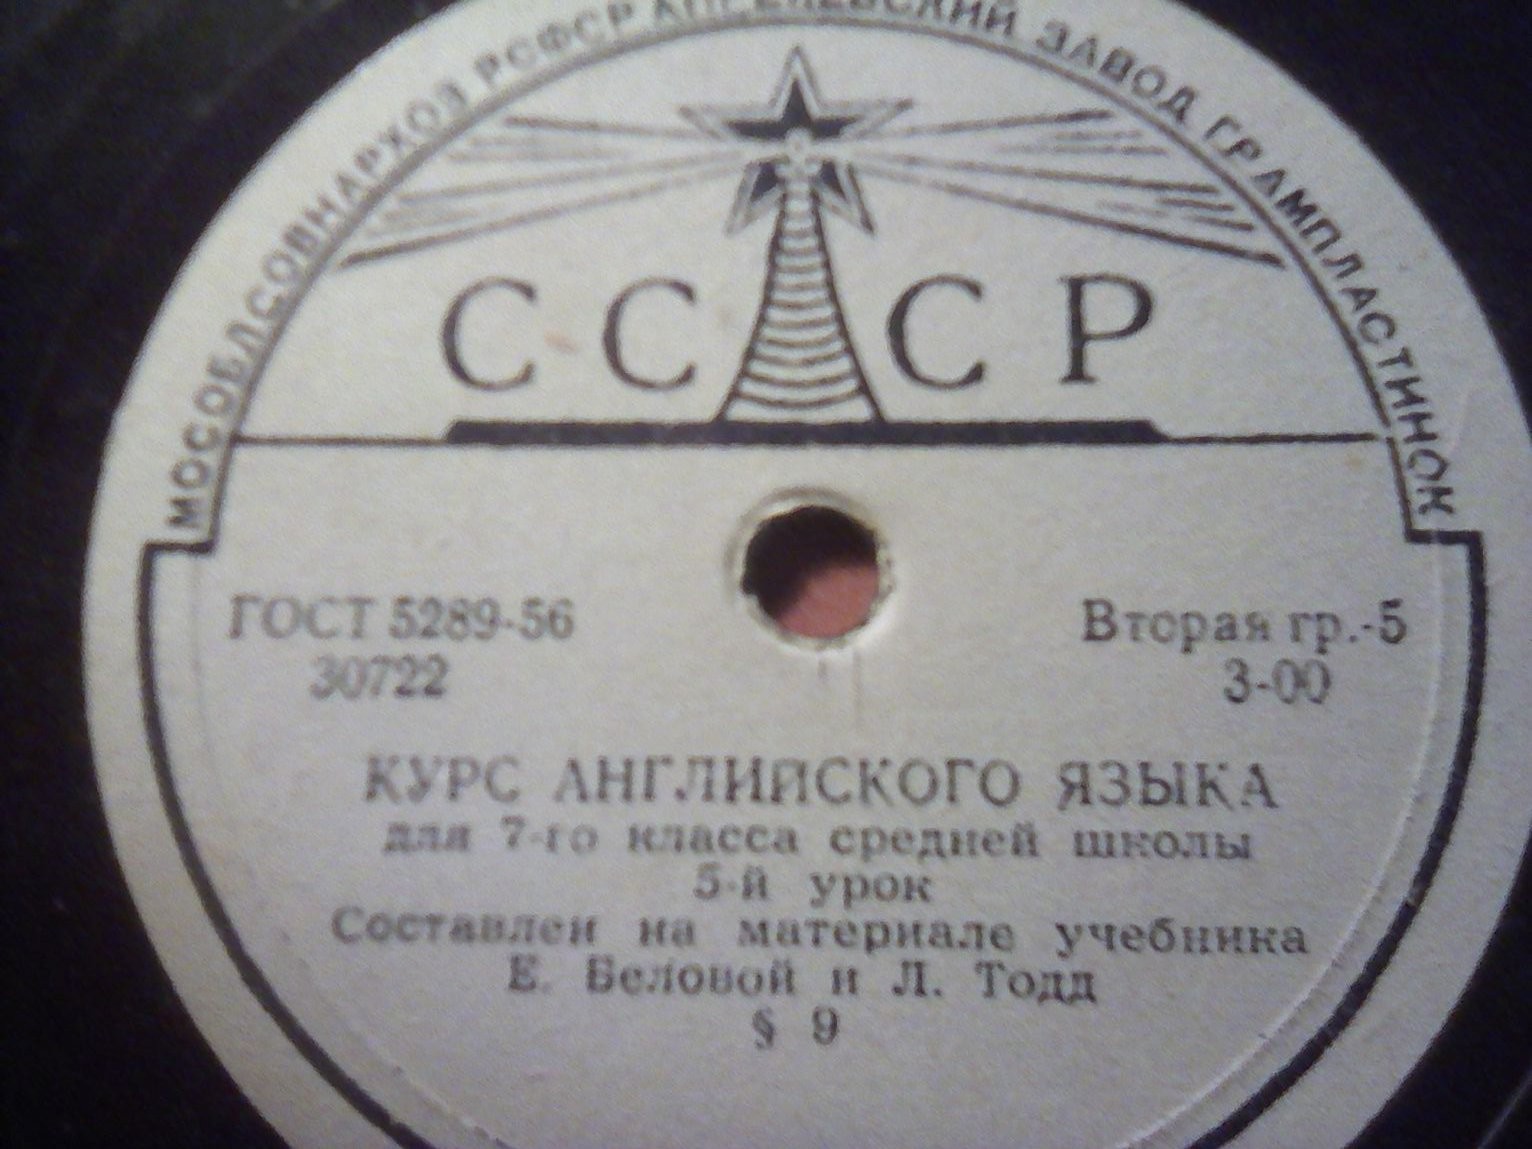 МОСОБЛСОВНАРХОЗ РСФСР АПРЕЛЕВСКИЙ ЗАВОД ГРАМПЛАСТИНОК
СССР
ГОСТ 5289-56
30722
Вторая гр.-5
3-00
КУРС АНГЛИЙСКОГО ЯЗЫКА
для 7-го класса средней школы
5-й урок
Составлен на материале учебника
Е. Беловой и Л. Тодд
§ 9